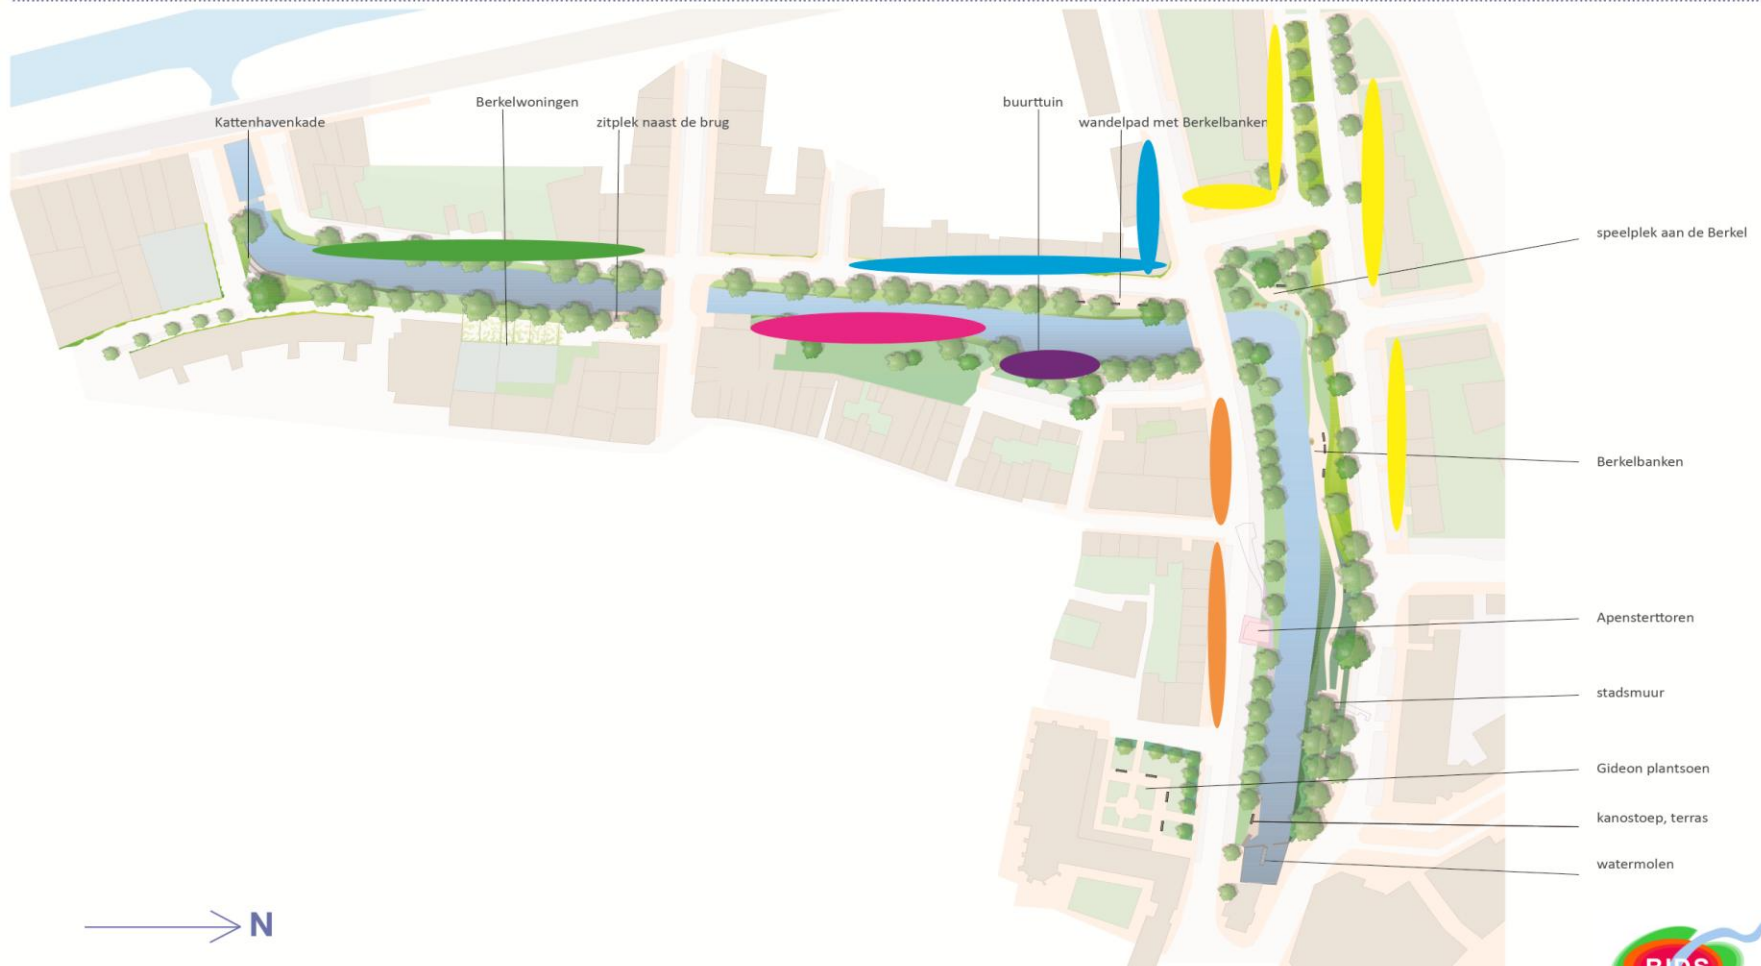 Berkelwoningen
buurttuin
Kattenhavenkade
zitplek naast de brug
wandelpad met Berkelbanken
speelplek aan de Berkel
Berkelbanken
Apensterttoren
stadsmuur
Gideon plantsoen
kanostoep, terras
watermolen
N